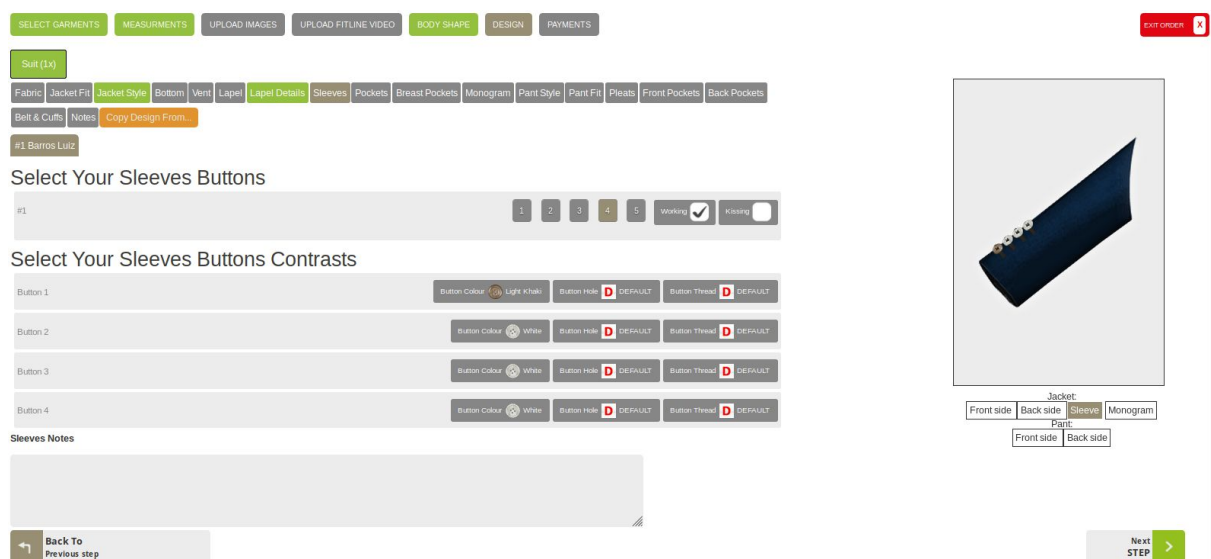 SELECT GARMENTS MEASURMENTS UPLOAD IMAGES UPLOAD FITLINE VIDEO BODY SHAPE DESIGN PAYMENTS EXIT ORDER X
Suit (1x)
Fabric Jacket Fit Jacket Style Bottom Vent Lapel Lapel Details Sleeves Pockets Breast Pockets Monogram Pant Style Pant Fit Pleats Front Pockets Back Pockets
Belt & Cuffs Notes Copy Design From...
#1 Barros Luiz
Select Your Sleeves Buttons
#1 1 2 3 4 5 Working Kissing
Select Your Sleeves Buttons Contrasts
Button 1 Button Colour Light Khaki Button Hole D DEFAULT Button Thread D DEFAULT
Button 2 Button Colour White Button Hole D DEFAULT Button Thread D DEFAULT
Button 3 Button Colour White Button Hole D DEFAULT Button Thread D DEFAULT
Button 4 Button Colour White Button Hole D DEFAULT Button Thread D DEFAULT
Sleeves Notes
Jacket:
Front side Back side Sleeve Monogram
Pant:
Front side Back side
Back To
Previous step
Next
STEP